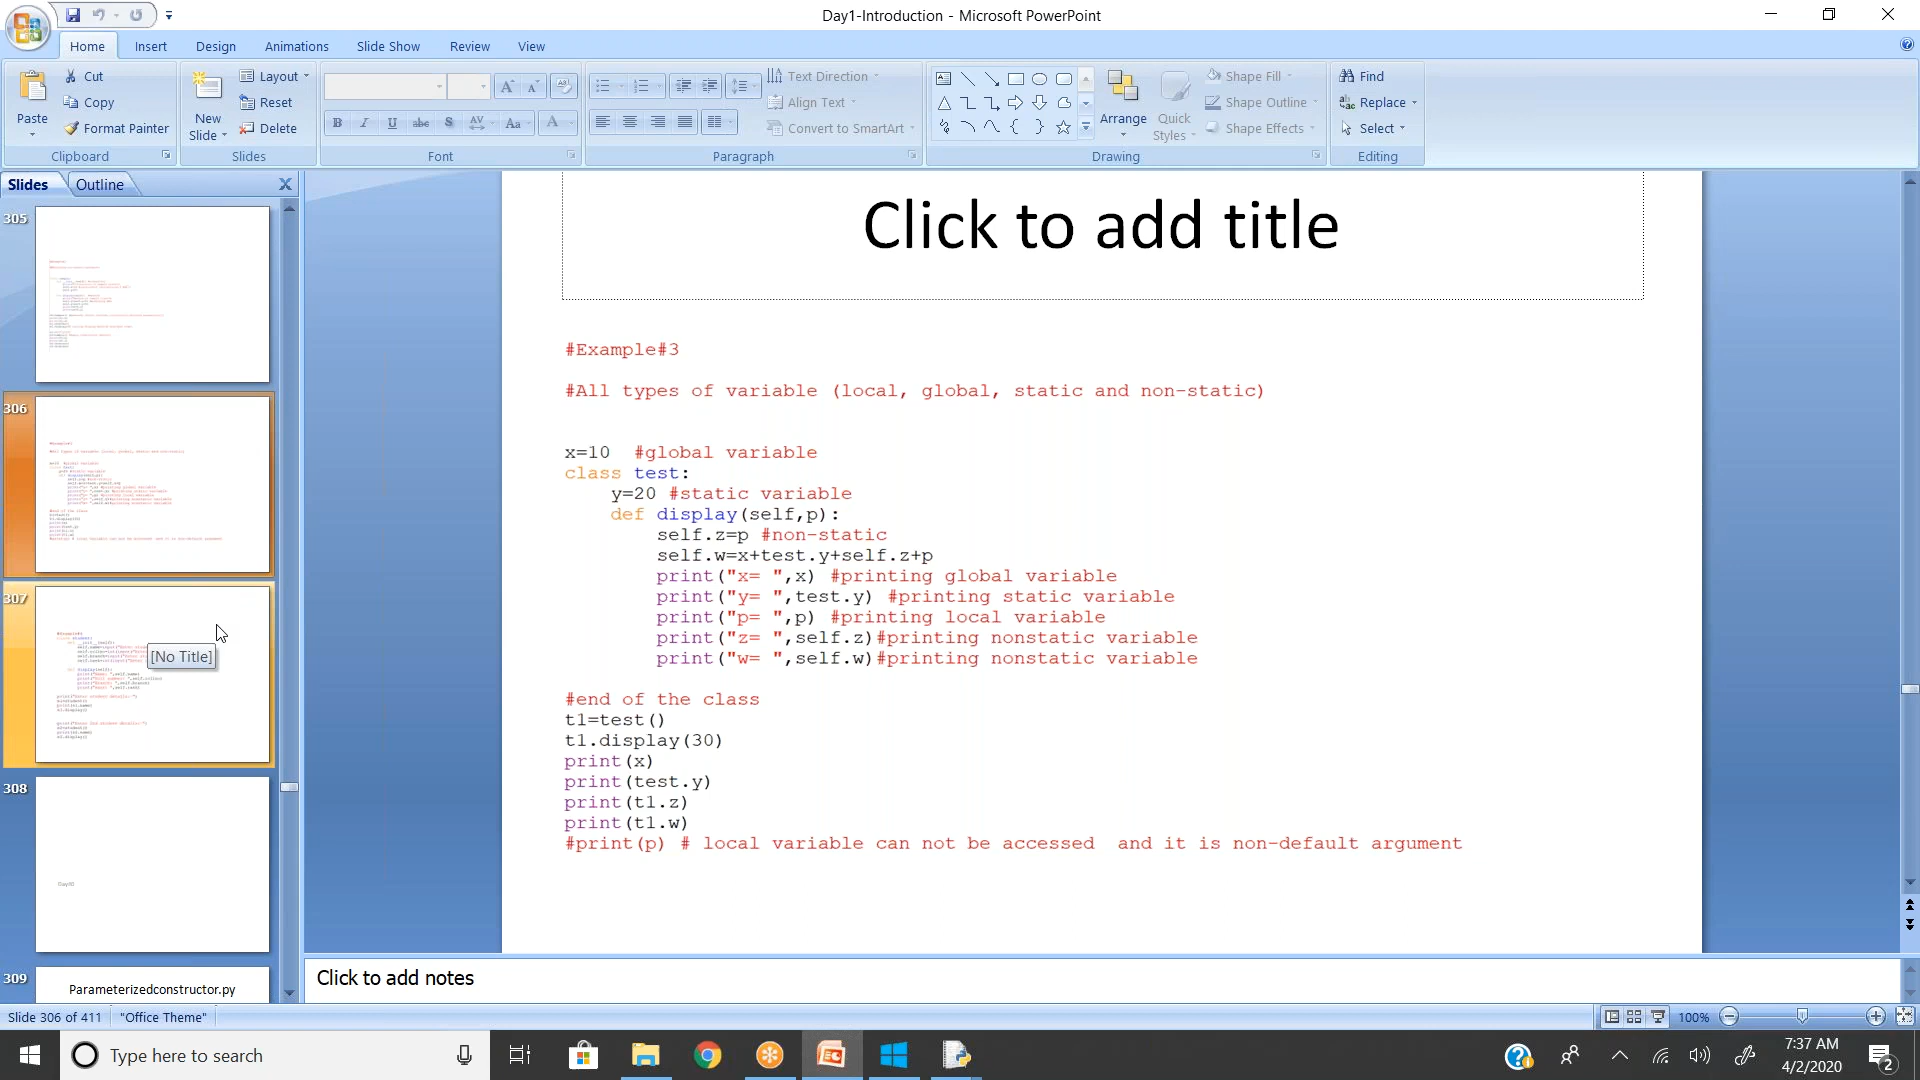 Day1-Introduction - Microsoft PowerPoint
Home Insert Design Animations Slide Show Review View
Paste
Cut
Copy
Format Painter
Clipboard
New Slide
Layout
Reset
Delete
Slides
B I U abc S AV Aa A
Font
Text Direction
Align Text
Convert to SmartArt
Paragraph
Arrange
Quick Styles
Shape Fill
Shape Outline
Shape Effects
Drawing
Find
Replace
Select
Editing
Slides Outline
305
306
307
[No Title]
308
Day80
309
Parameterizedconstructor.py
Click to add title
#Example#3
#All types of variable (local, global, static and non-static)
x=10 #global variable
class test:
y=20 #static variable
def display(self,p):
self.z=p #non-static
self.w=x+test.y+self.z+p
print("x= ",x) #printing global variable
print("y= ",test.y) #printing static variable
print("p= ",p) #printing local variable
print("z= ",self.z)#printing nonstatic variable
print("w= ",self.w)#printing nonstatic variable
#end of the class
t1=test()
t1.display(30)
print(x)
print(test.y)
print(t1.z)
print(t1.w)
#print(p) # local variable can not be accessed and it is non-default argument
Click to add notes
Slide 306 of 411 "Office Theme" 100%
Type here to search
7:37 AM
4/2/2020
2